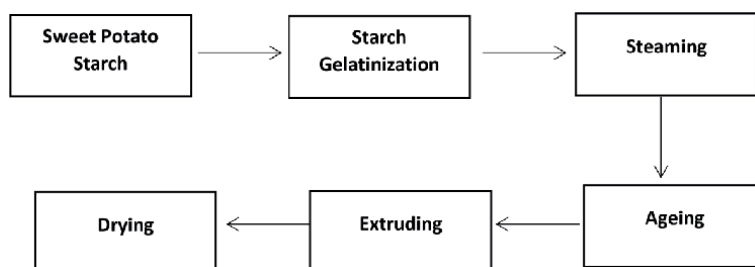 Sweet Potato
Starch
Starch
Gelatinization
Steaming
Ageing
Extruding
Drying